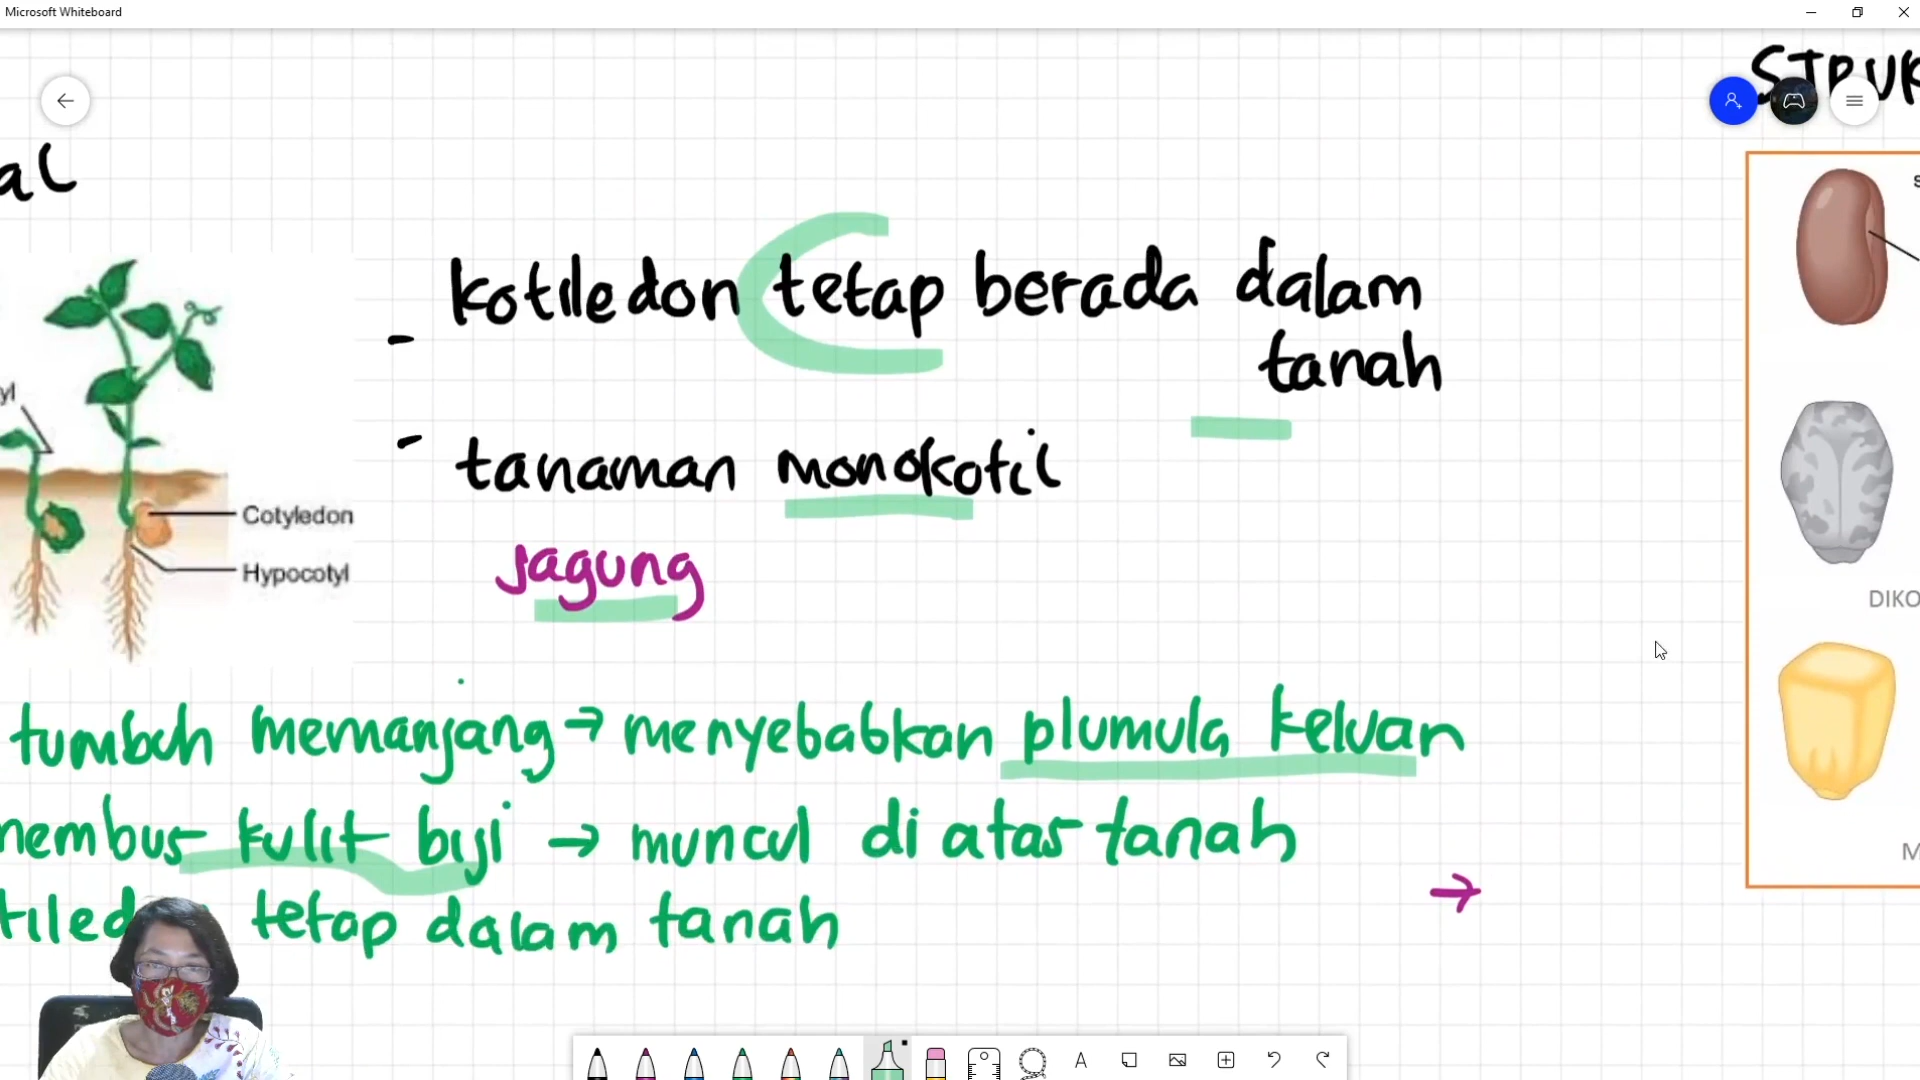 Microsoft Whiteboard
STRUK
al
kotiledon tetap berada dalam
tanah
- tanaman monokotil
jagung
yl
Cotyledon
Hypocotyl
tumbuh memanjang → menyebabkan plumula keluar
nembus kulit biji → muncul di atas tanah
→
tiled tetap dalam tanah
s
DIKO
M
A